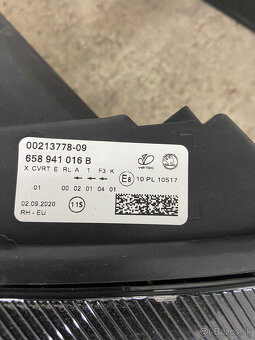 00213778-09
658 941 016 B
X CVRT E RL A 1 F3 K
01 00 02 01 04 01
E8 10 PL 10517
02.09.2020
115
RH - EU